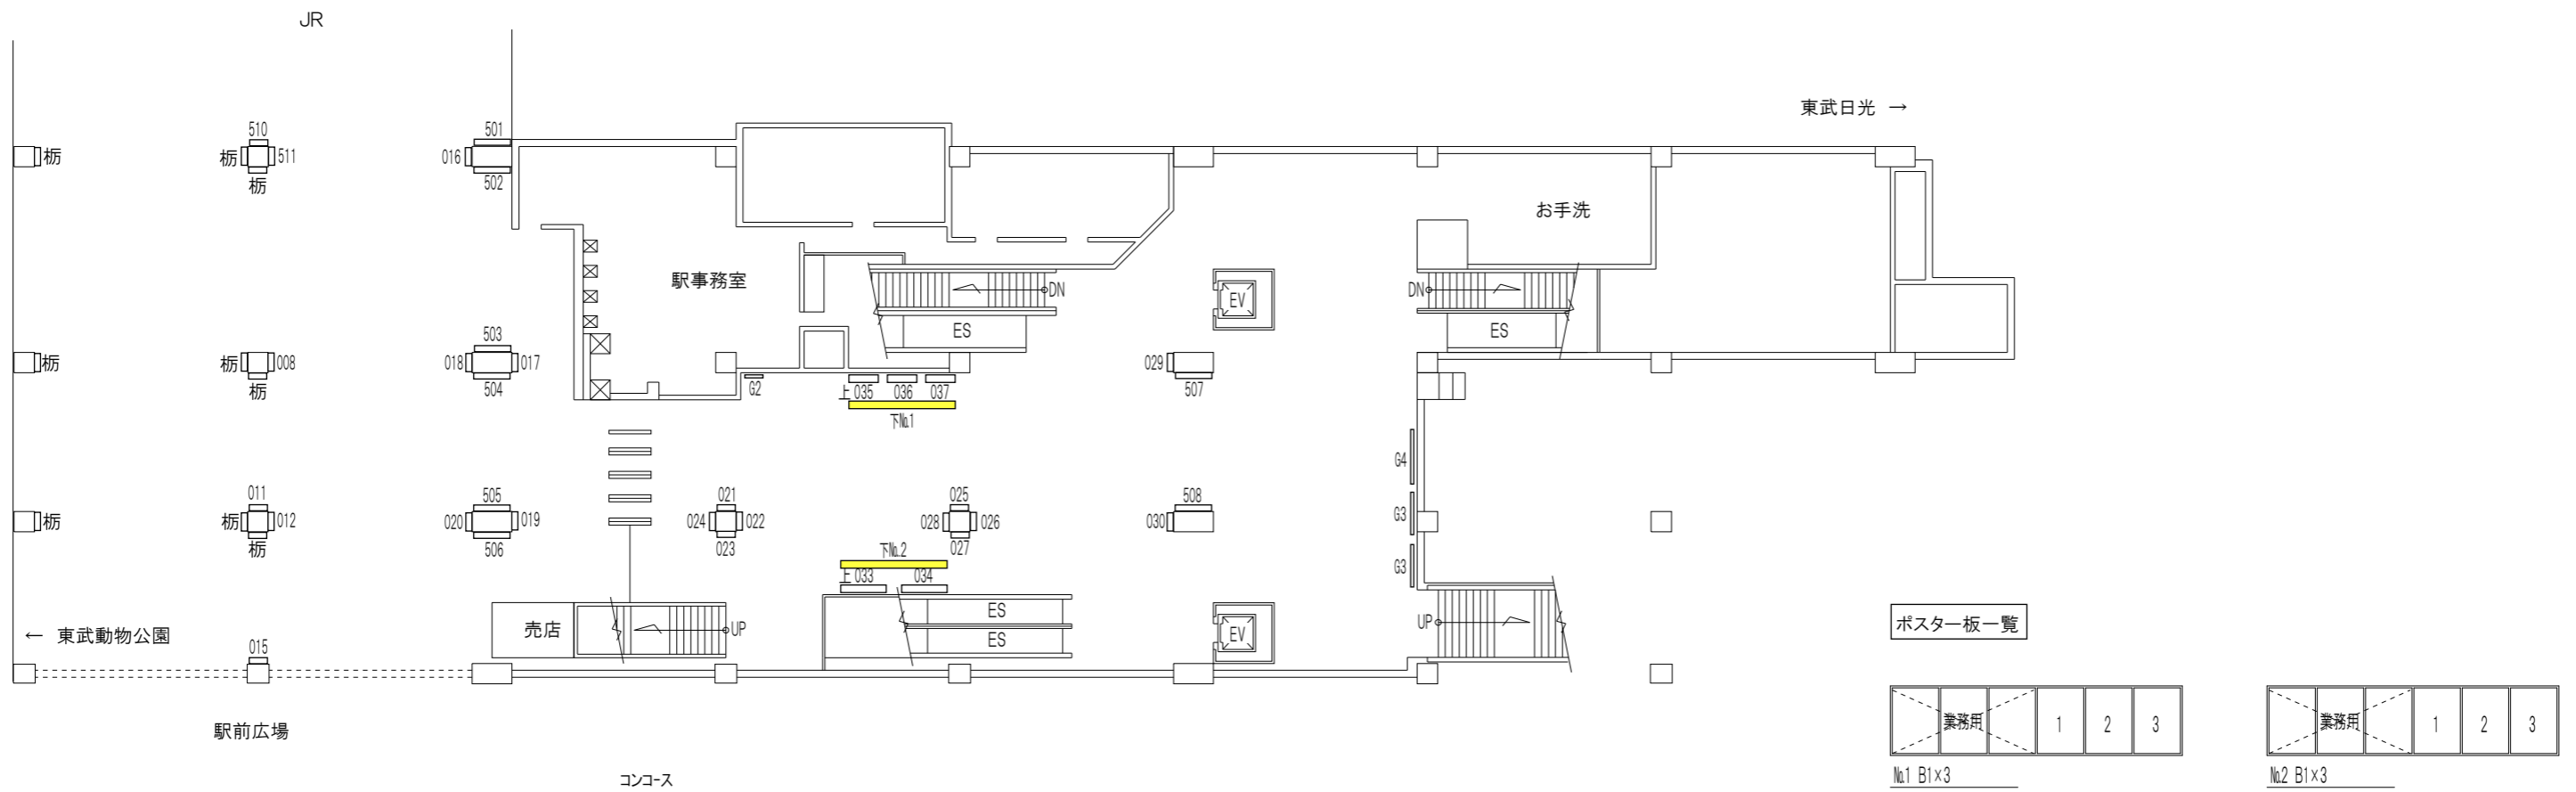 JR
東武日光 →
510
501
栃
栃
511
016
栃
502
お手洗
駅事務室
DN
EV
DN
ES
ES
503
栃
栃
008
018
017
029
栃
504
G2
上 035
036
037
507
下№1
G4
011
505
021
025
508
栃
栃
012
020
019
024
022
028
026
030
G3
栃
506
023
027
下№2
上 033
034
G3
ES
← 東武動物公園
売店
UP
ES
EV
UP
ポスター板一覧
015
業務用
1
2
3
業務用
1
2
3
駅前広場
コンコース
№1 B1×3
№2 B1×3